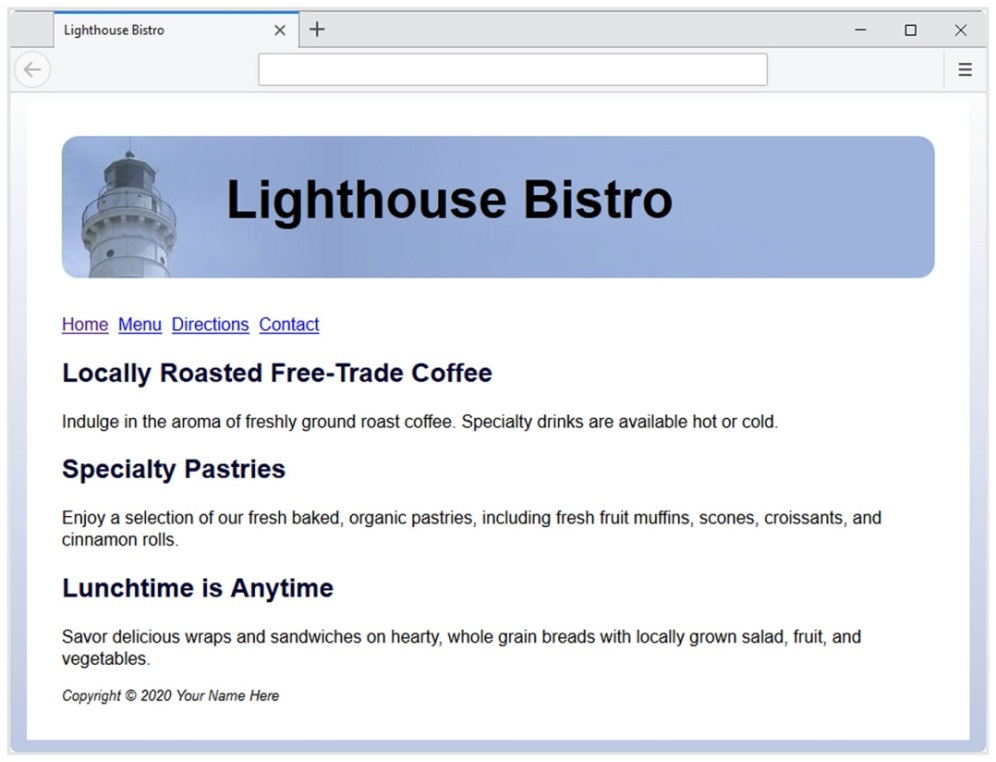 Lighthouse Bistro
Lighthouse Bistro
Home Menu Directions Contact
Locally Roasted Free-Trade Coffee
Indulge in the aroma of freshly ground roast coffee. Specialty drinks are available hot or cold.
Specialty Pastries
Enjoy a selection of our fresh baked, organic pastries, including fresh fruit muffins, scones, croissants, and
cinnamon rolls.
Lunchtime is Anytime
Savor delicious wraps and sandwiches on hearty, whole grain breads with locally grown salad, fruit, and
vegetables.
Copyright © 2020 Your Name Here